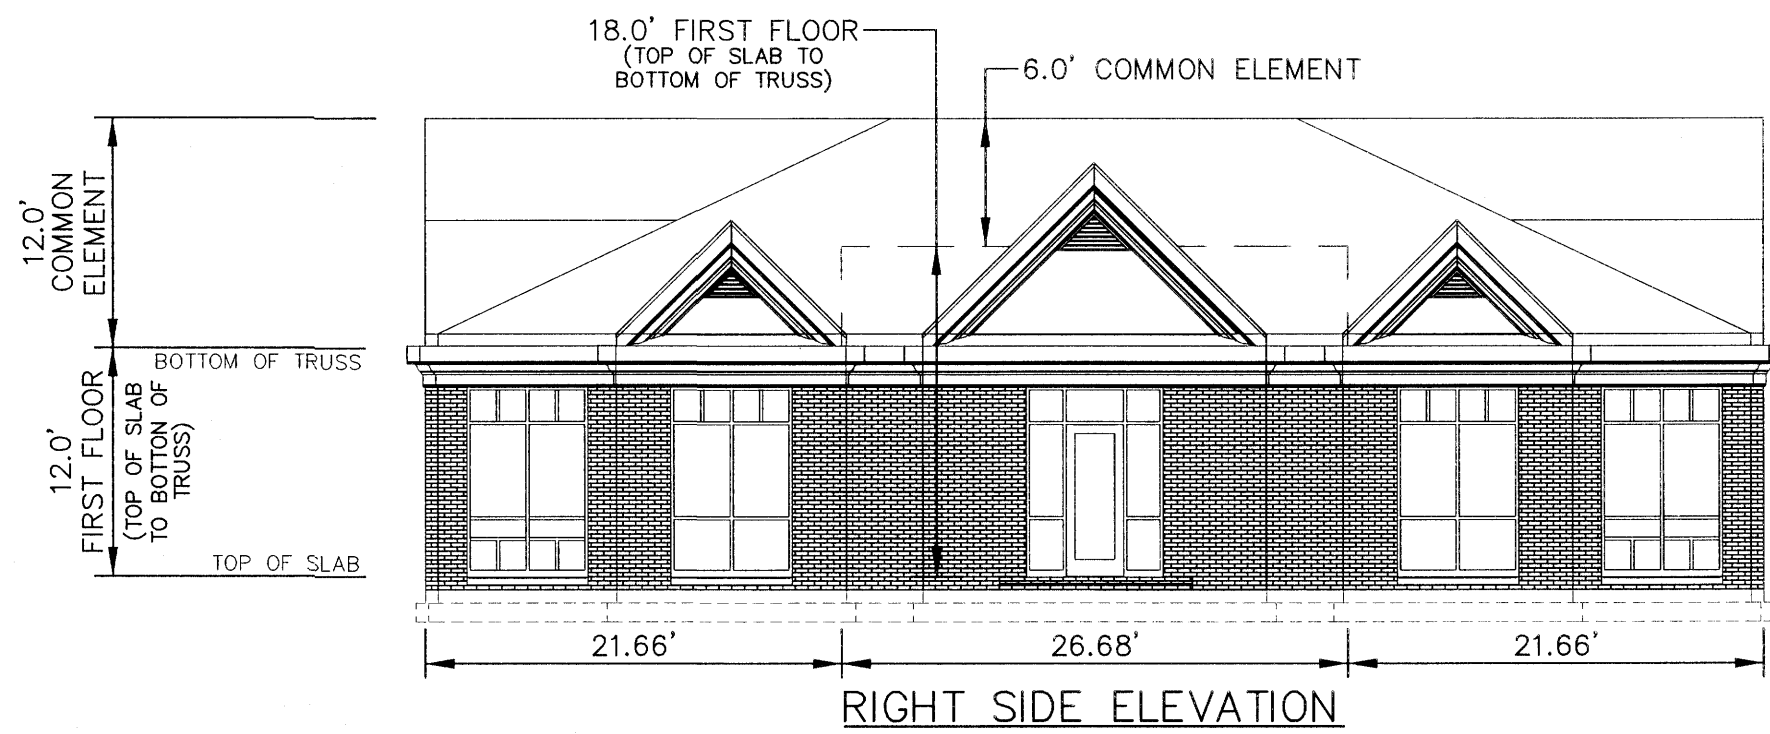 18.0' FIRST FLOOR
(TOP OF SLAB TO
BOTTOM OF TRUSS)
6.0' COMMON ELEMENT
12.0'
COMMON
ELEMENT
BOTTOM OF TRUSS
12.0'
FIRST FLOOR
(TOP OF SLAB
TO BOTTON OF
TRUSS)
TOP OF SLAB
21.66'
26.68'
21.66'
RIGHT SIDE ELEVATION